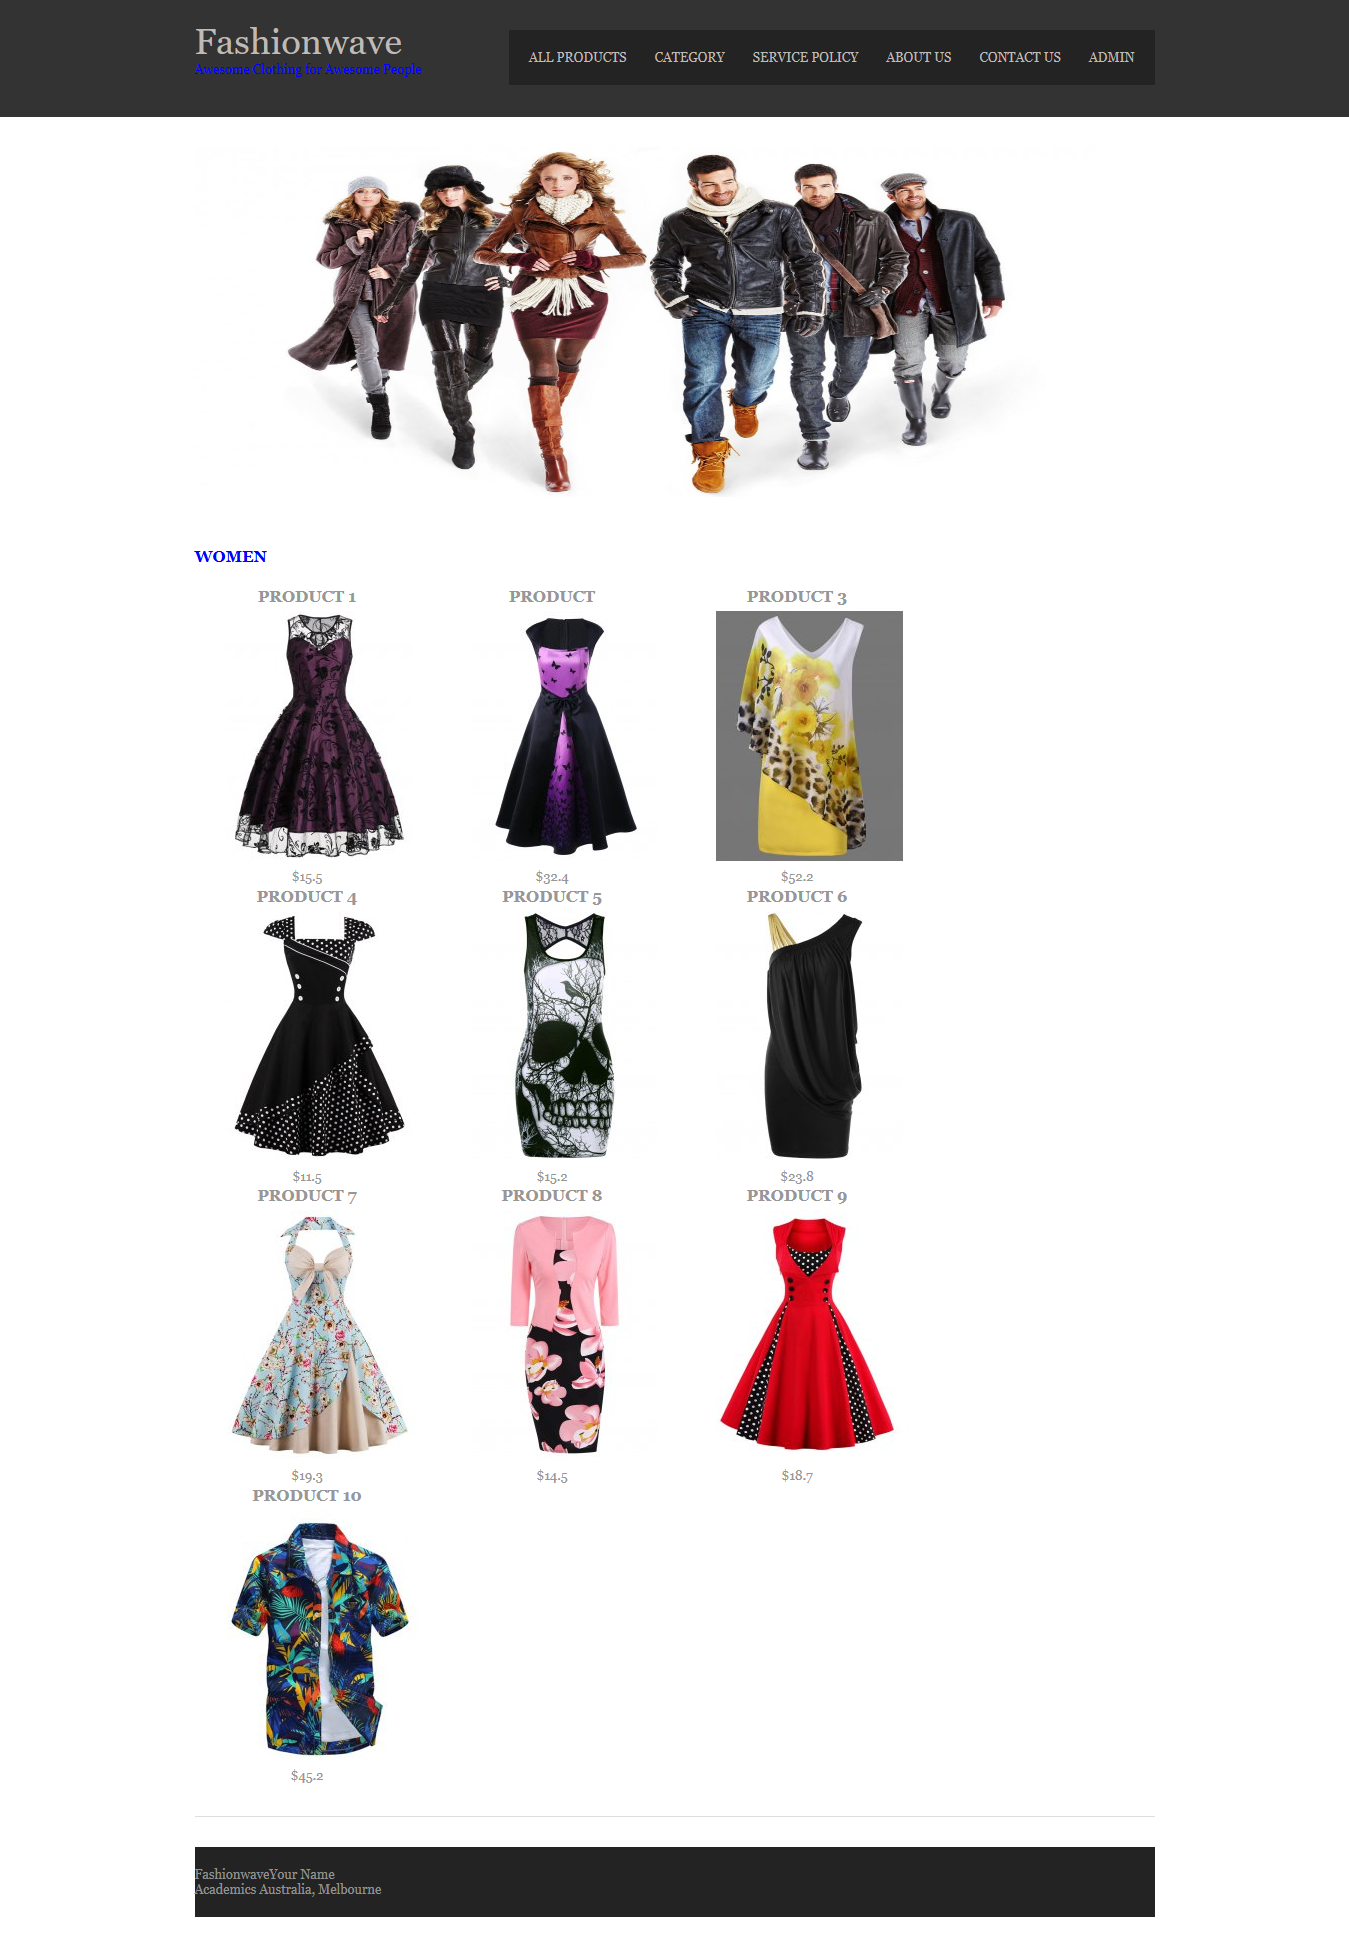 Fashionwave
Awesome Clothing for Awesome People
ALL PRODUCTS CATEGORY SERVICE POLICY ABOUT US CONTACT US ADMIN
WOMEN
PRODUCT 1 PRODUCT PRODUCT 3
$15.5 $32.4 $52.2
PRODUCT 4 PRODUCT 5 PRODUCT 6
$11.5 $15.2 $23.8
PRODUCT 7 PRODUCT 8 PRODUCT 9
$19.3 $14.5 $18.7
PRODUCT 10
$45.2
FashionwaveYour Name
Academics Australia, Melbourne